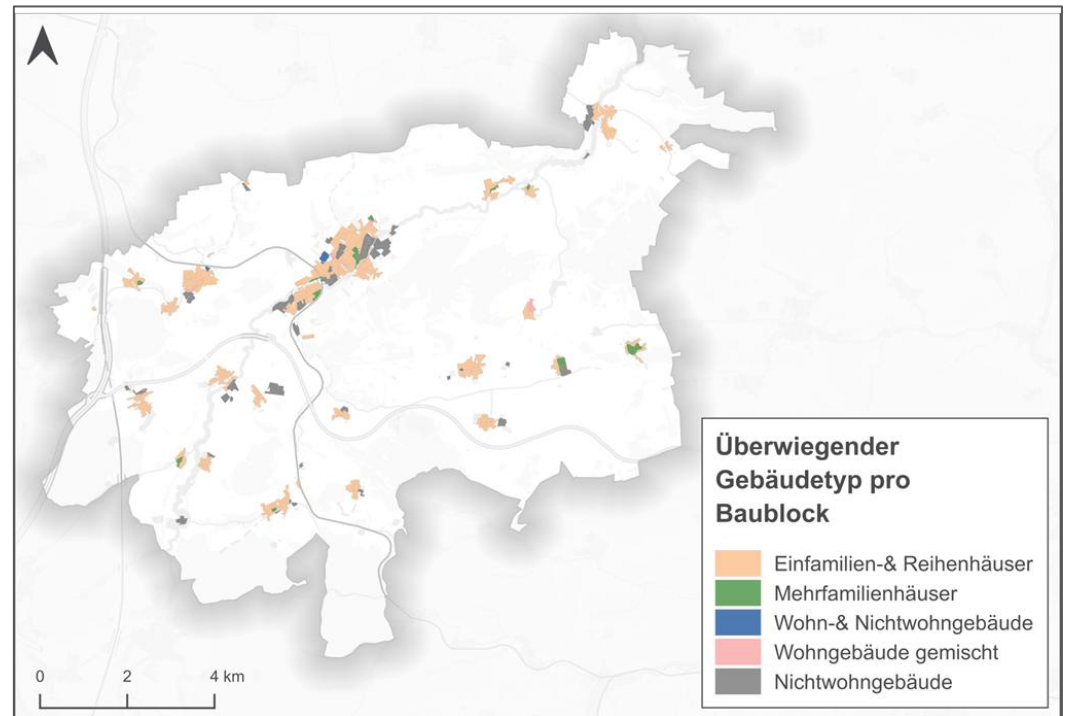 Überwiegender
Gebäudetyp pro
Baublock
Einfamilien-& Reihenhäuser
Mehrfamilienhäuser
Wohn-& Nichtwohngebäude
Wohngebäude gemischt
Nichtwohngebäude
0 2 4 km